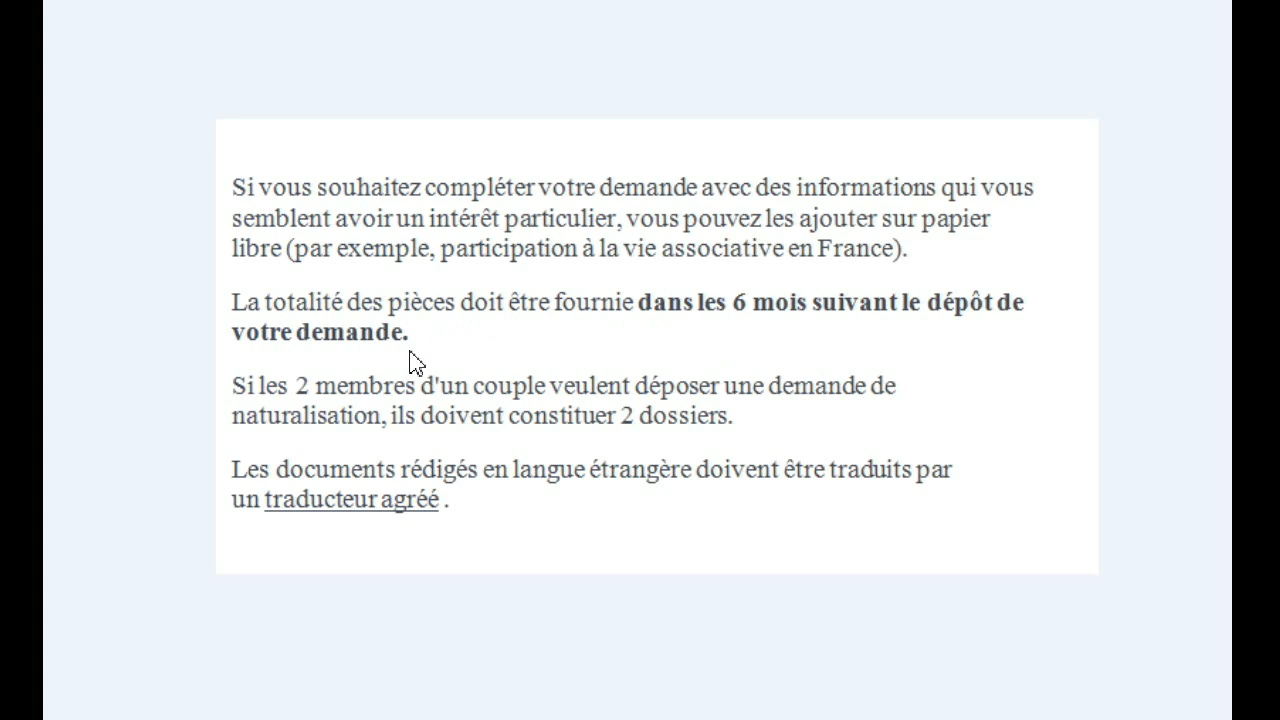 Si vous souhaitez compléter votre demande avec des informations qui vous
semblent avoir un intérêt particulier, vous pouvez les ajouter sur papier
libre (par exemple, participation à la vie associative en France).
La totalité des pièces doit être fournie dans les 6 mois suivant le dépôt de
votre demande.
Si les 2 membres d'un couple veulent déposer une demande de
naturalisation, ils doivent constituer 2 dossiers.
Les documents rédigés en langue étrangère doivent être traduits par
un traducteur agréé .